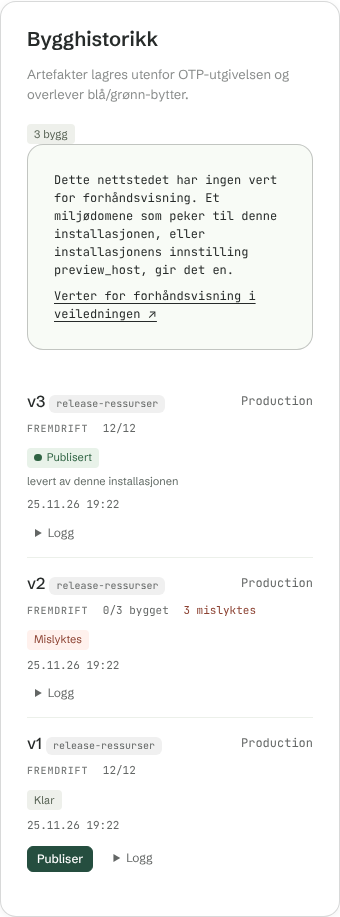 Bygghistorikk
Artefakter lagres utenfor OTP-utgivelsen og
overlever blå/grønn-bytter.
3 bygg
Dette nettstedet har ingen vert
for forhåndsvisning. Et
miljødomene som peker til denne
installasjonen, eller
installasjonens innstilling
preview_host, gir det en.
Verter for forhåndsvisning i
veiledningen ↗
v3 release-ressurser Production
FREMDRIFT 12/12
Publisert
levert av denne installasjonen
25.11.26 19:22
▶ Logg
v2 release-ressurser Production
FREMDRIFT 0/3 bygget 3 mislyktes
Mislyktes
25.11.26 19:22
▶ Logg
v1 release-ressurser Production
FREMDRIFT 12/12
Klar
25.11.26 19:22
Publiser ▶ Logg